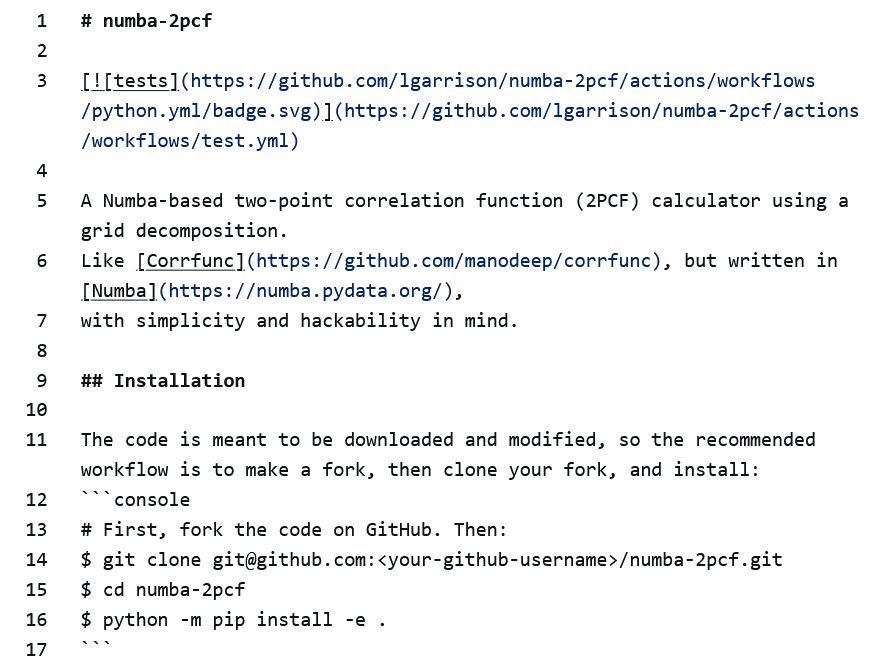 1 # numba-2pcf
2
3 [![tests](https://github.com/lgarrison/numba-2pcf/actions/workflows
/python.yml/badge.svg)](https://github.com/lgarrison/numba-2pcf/actions
/workflows/test.yml)
4
5 A Numba-based two-point correlation function (2PCF) calculator using a
grid decomposition.
6 Like [Corrfunc](https://github.com/manodeep/corrfunc), but written in
[Numba](https://numba.pydata.org/),
7 with simplicity and hackability in mind.
8
9 ## Installation
10
11 The code is meant to be downloaded and modified, so the recommended
workflow is to make a fork, then clone your fork, and install:
12 ```console
13 # First, fork the code on GitHub. Then:
14 $ git clone git@github.com:<your-github-username>/numba-2pcf.git
15 $ cd numba-2pcf
16 $ python -m pip install -e .
17 ```